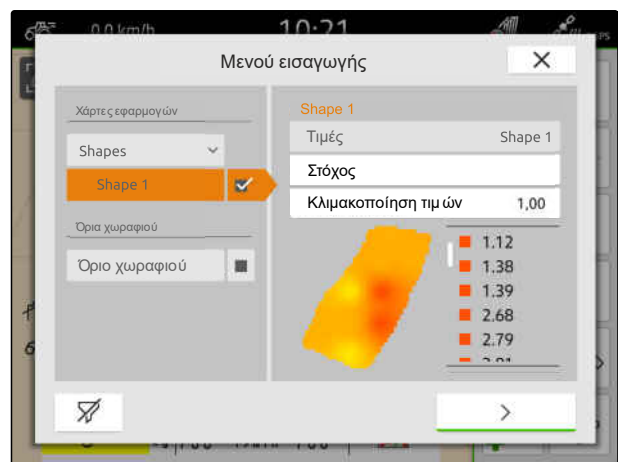 0.0 km/h
10:21
PS
Μενού εισαγωγής
Χάρτες εφαρμογών
Shapes
Shape 1
Όρια χωραφιού
Όριο χωραφιού
Shape 1
Τιμές Shape 1
Στόχος
Κλιμακοποίηση τιμών 1,00
1.12
1.38
1.39
2.68
2.79